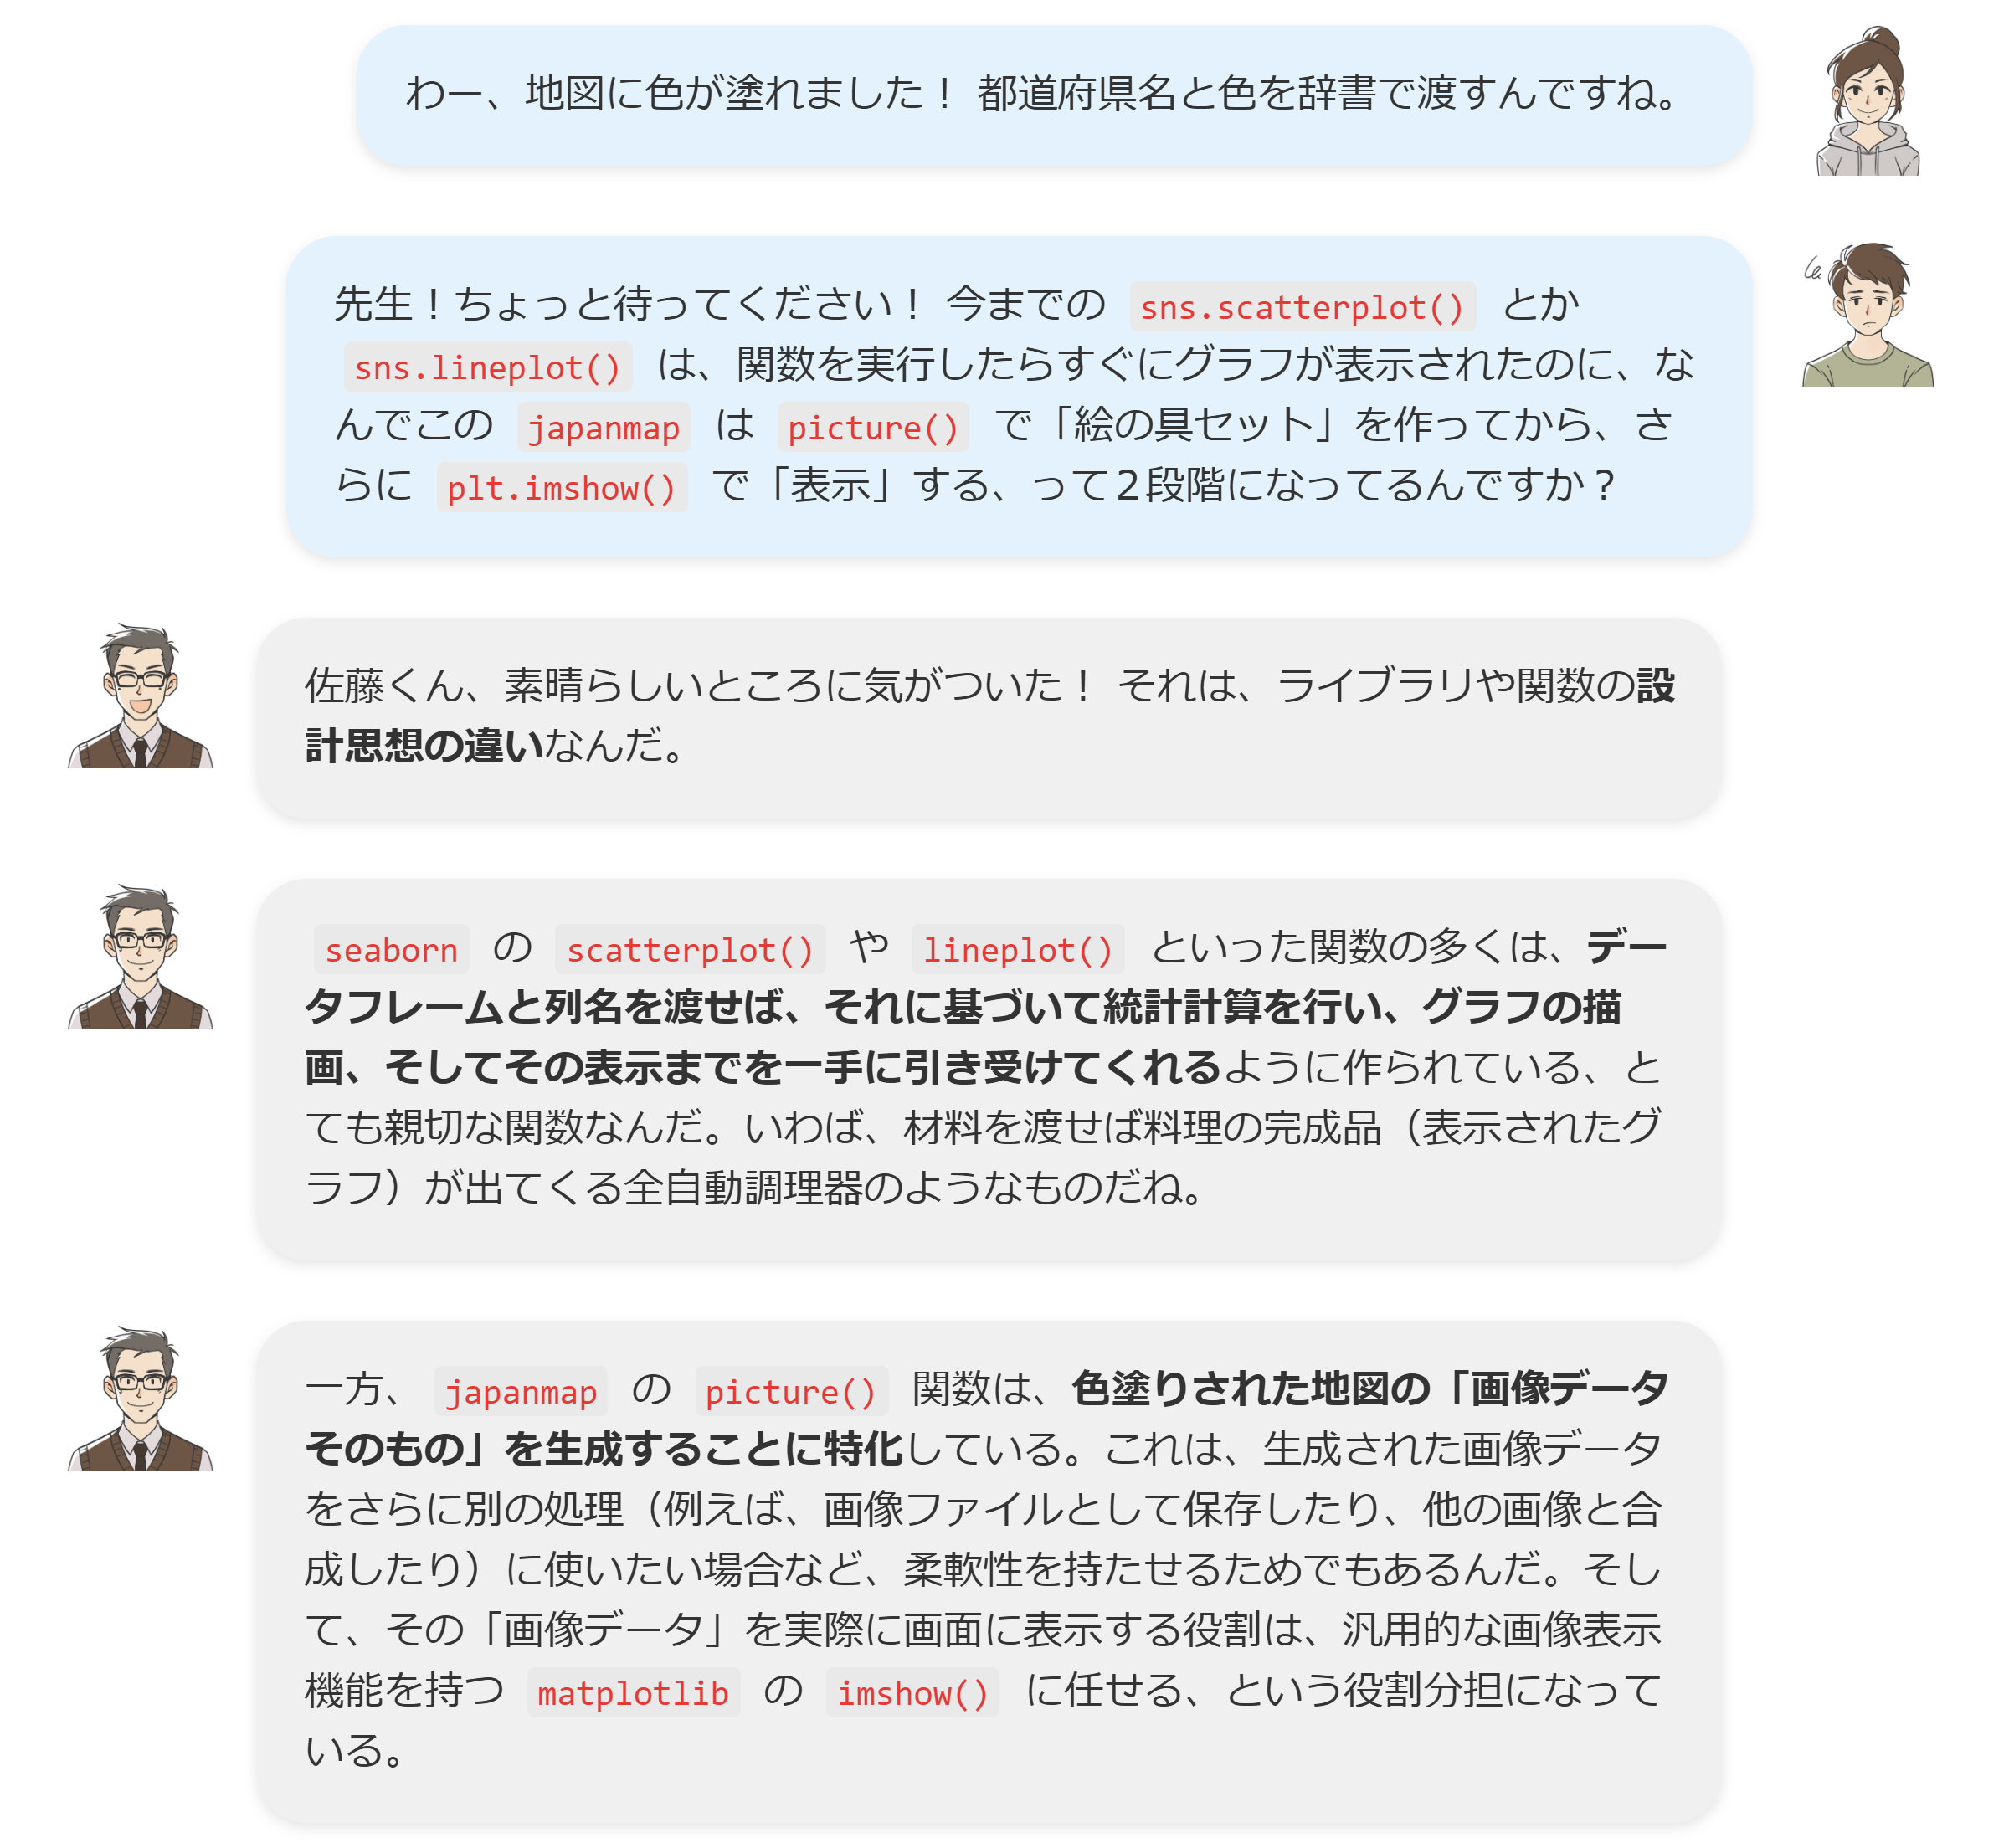 わー、地図に色が塗れました！ 都道府県名と色を辞書で渡すんですね。
先生！ちょっと待ってください！ 今までの sns.scatterplot() とか
sns.lineplot() は、関数を実行したらすぐにグラフが表示されたのに、な
んでこの japanmap は picture() で「絵の具セット」を作ってから、さ
らに plt.imshow() で「表示」する、って２段階になってるんですか？
佐藤くん、素晴らしいところに気がついた！ それは、ライブラリや関数の設
計思想の違いなんだ。
seaborn の scatterplot() や lineplot() といった関数の多くは、デー
タフレームと列名を渡せば、それに基づいて統計計算を行い、グラフの描
画、そしてその表示までを一手に引き受けてくれるように作られている、と
ても親切な関数なんだ。いわば、材料を渡せば料理の完成品（表示されたグ
ラフ）が出てくる全自動調理器のようなものだね。
一方、 japanmap の picture() 関数は、色塗りされた地図の「画像データ
そのもの」を生成することに特化している。これは、生成された画像データ
をさらに別の処理（例えば、画像ファイルとして保存したり、他の画像と合
成したり）に使いたい場合など、柔軟性を持たせるためでもあるんだ。そし
て、その「画像データ」を実際に画面に表示する役割は、汎用的な画像表示
機能を持つ matplotlib の imshow() に任せる、という役割分担になって
いる。